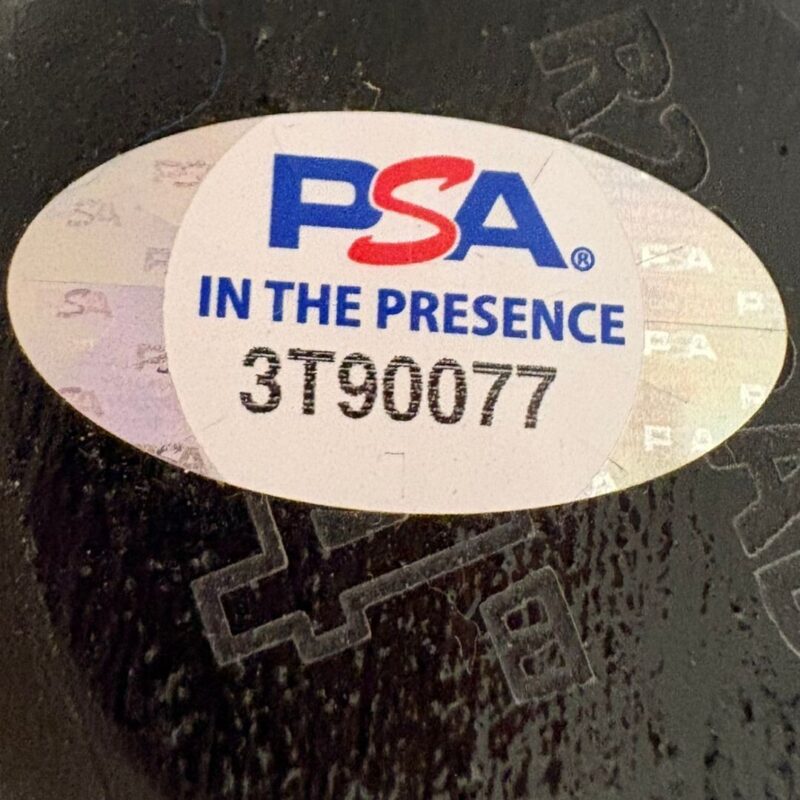 PSA®
IN THE PRESENCE
3T90077